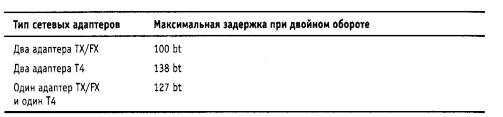 Тип сетевых адаптеров Максимальная задержка при двойном обороте
Два адаптера TX/FX 100 bt
Два адаптера T4 138 bt
Один адаптер TX/FX 127 bt
и один T4